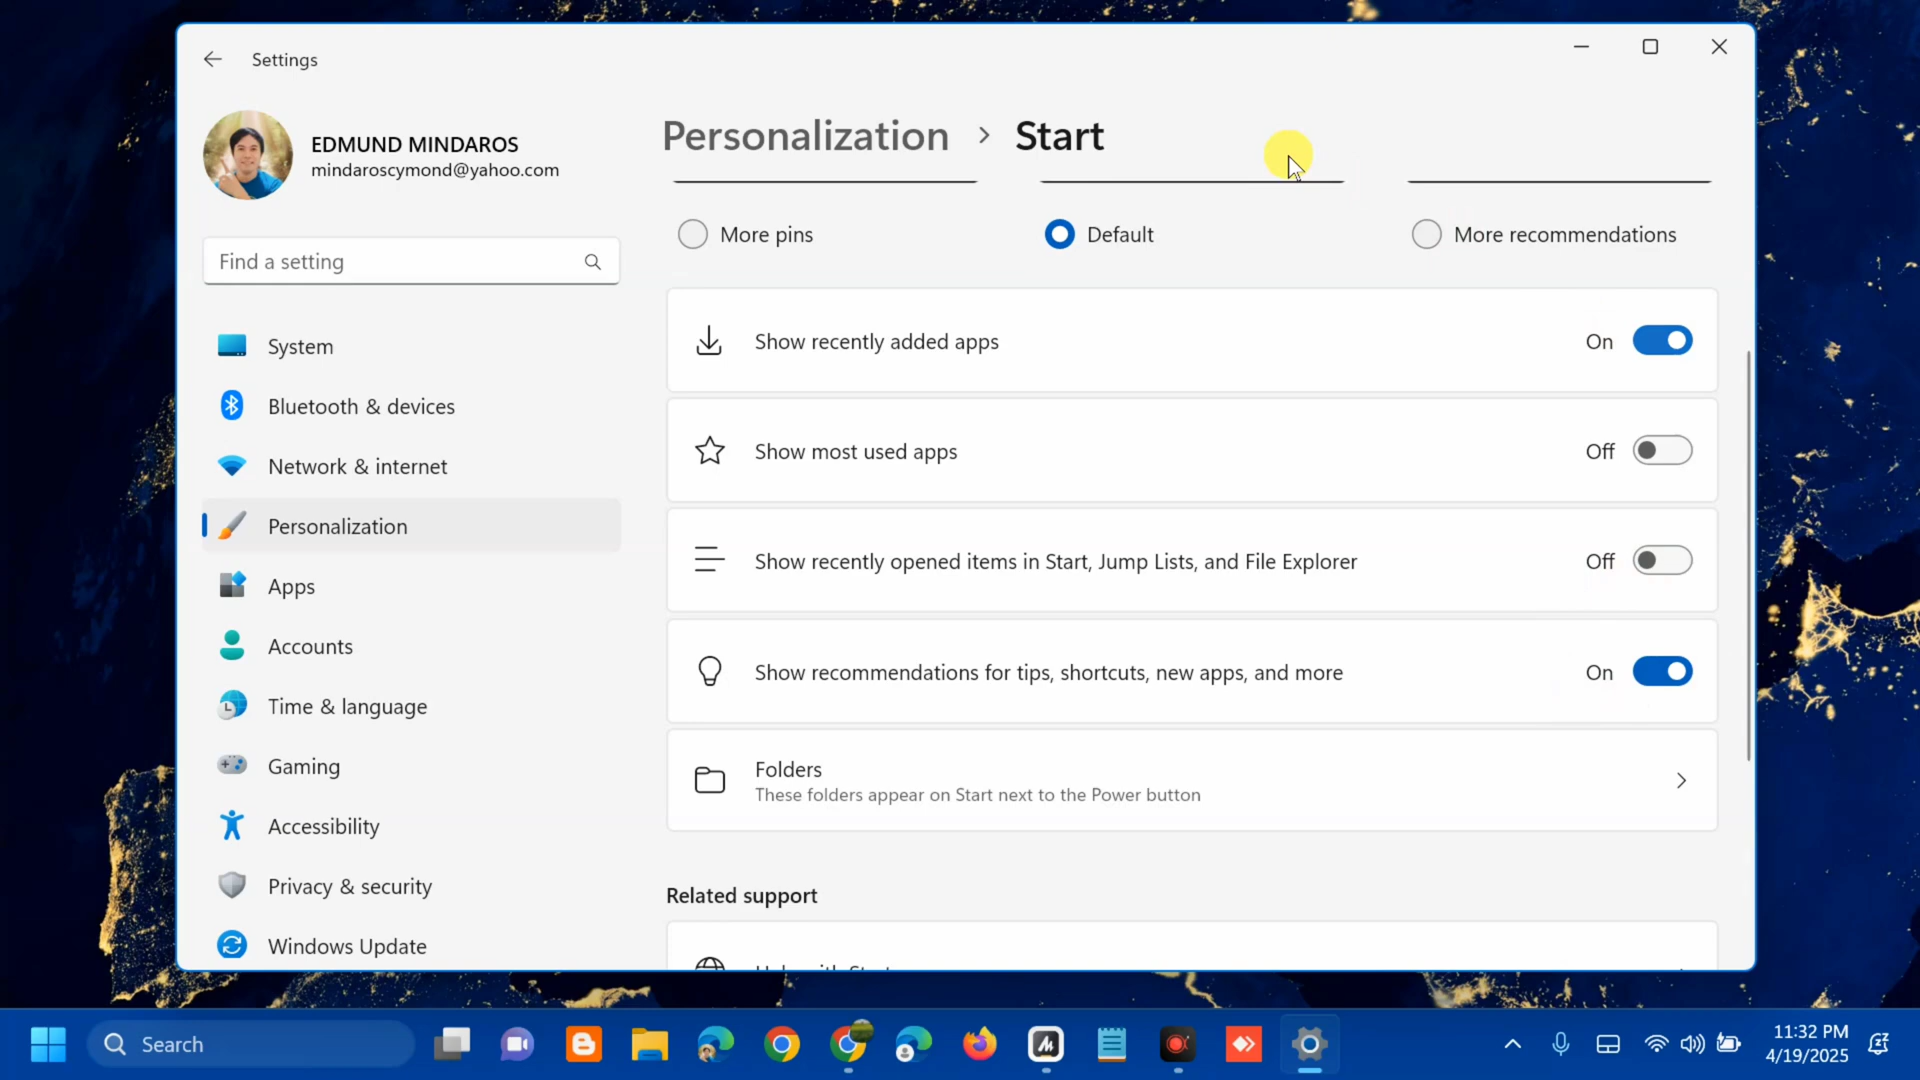 Settings
EDMUND MINDAROS
mindaroscymond@yahoo.com
Find a setting
System
Bluetooth & devices
Network & internet
Personalization
Apps
Accounts
Time & language
Gaming
Accessibility
Privacy & security
Windows Update
Personalization > Start
More pins
Default
More recommendations
Show recently added apps
On
Show most used apps
Off
Show recently opened items in Start, Jump Lists, and File Explorer
Off
Show recommendations for tips, shortcuts, new apps, and more
On
Folders
These folders appear on Start next to the Power button
Related support
Search
11:32 PM
4/19/2025